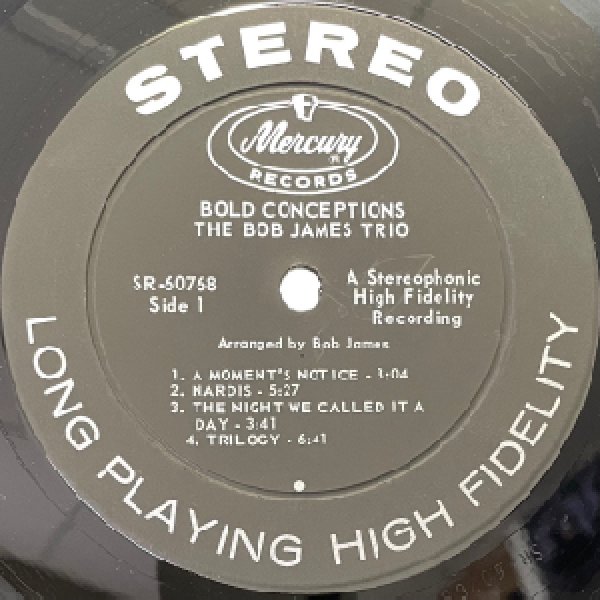 STEREO
Mercury
RECORDS
BOLD CONCEPTIONS
THE BOB JAMES TRIO
SR-60768
Side 1
A Stereophonic
High Fidelity
Recording
Arranged by Bob James
1. A MOMENT'S NOTICE - 3:04
2. NARDIS - 5:27
3. THE NIGHT WE CALLED IT A
DAY - 3:41
4. TRILOGY - 6:41
LONG PLAYING HIGH FIDELITY